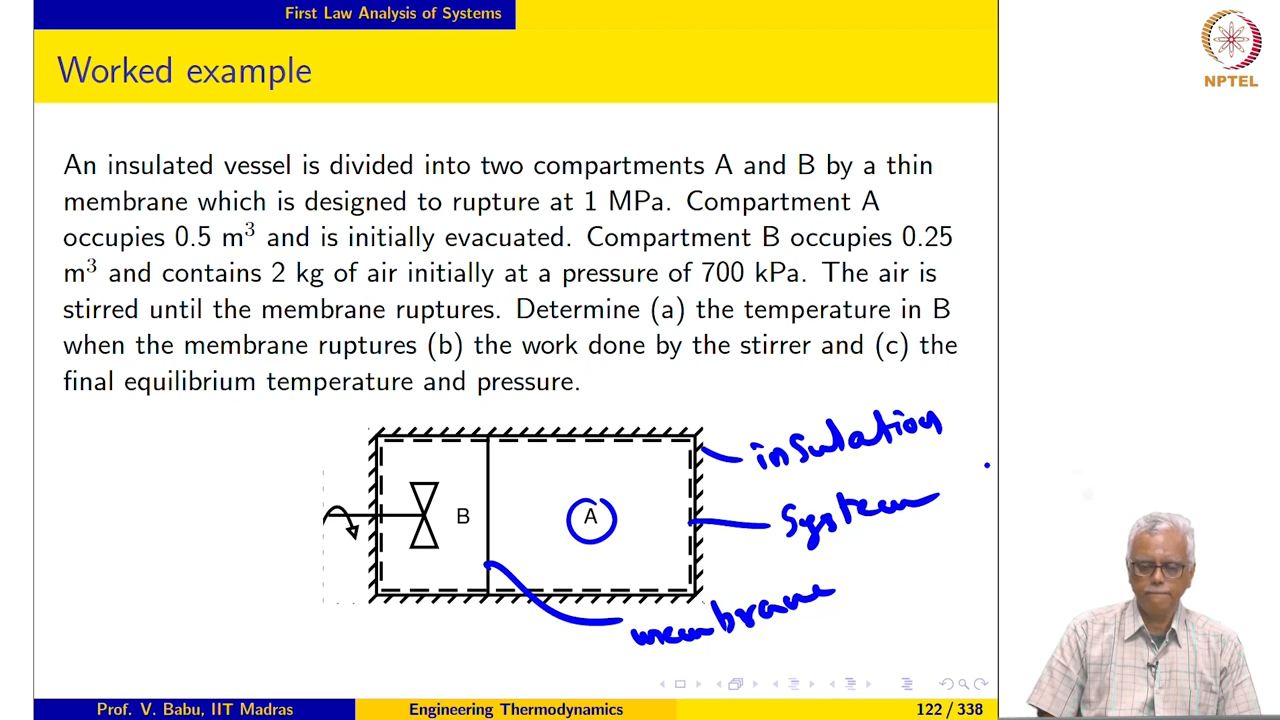 First Law Analysis of Systems
Worked example
NPTEL
An insulated vessel is divided into two compartments A and B by a thin
membrane which is designed to rupture at 1 MPa. Compartment A
occupies 0.5 m³ and is initially evacuated. Compartment B occupies 0.25
m³ and contains 2 kg of air initially at a pressure of 700 kPa. The air is
stirred until the membrane ruptures. Determine (a) the temperature in B
when the membrane ruptures (b) the work done by the stirrer and (c) the
final equilibrium temperature and pressure.
insulation
B
A
System
membrane
Prof. V. Babu, IIT Madras
Engineering Thermodynamics
122 / 338